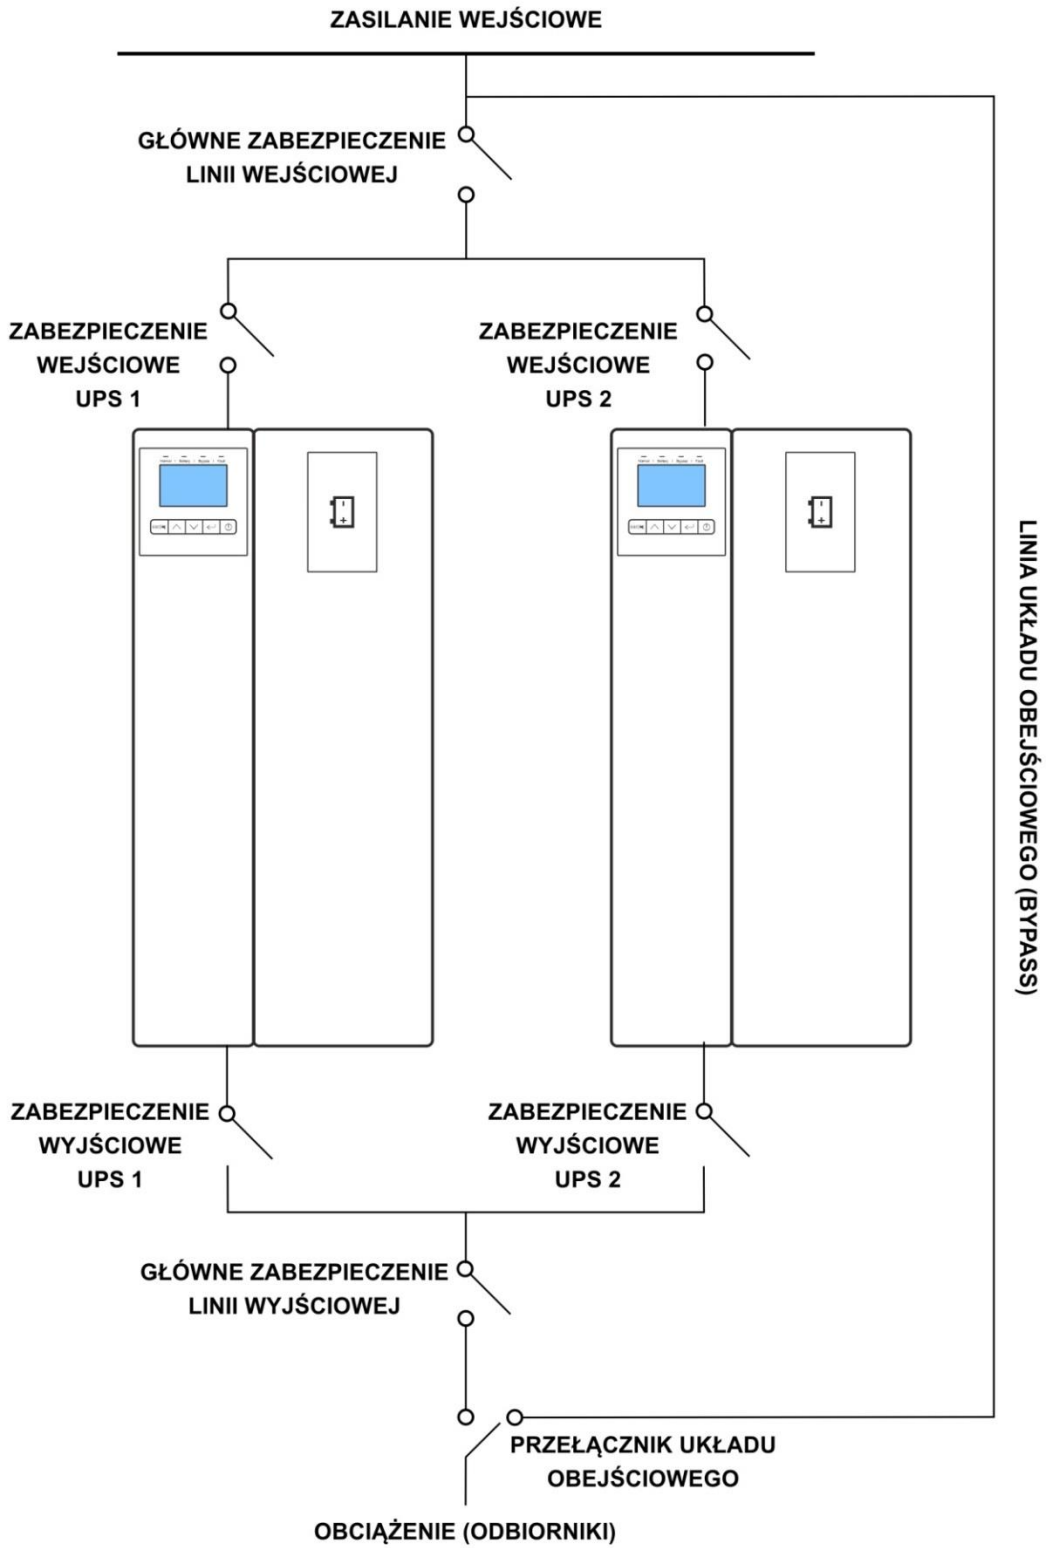 ZASILANIE WEJŚCIOWE
GŁÓWNE ZABEZPIECZENIE
LINII WEJŚCIOWEJ
ZABEZPIECZENIE
WEJŚCIOWE
UPS 1
ZABEZPIECZENIE
WEJŚCIOWE
UPS 2
LINIA UKŁADU OBEJŚCIOWEGO (BYPASS)
ZABEZPIECZENIE
WYJŚCIOWE
UPS 1
ZABEZPIECZENIE
WYJŚCIOWE
UPS 2
GŁÓWNE ZABEZPIECZENIE
LINII WYJŚCIOWEJ
PRZEŁĄCZNIK UKŁADU
OBEJŚCIOWEGO
OBCIĄŻENIE (ODBIORNIKI)